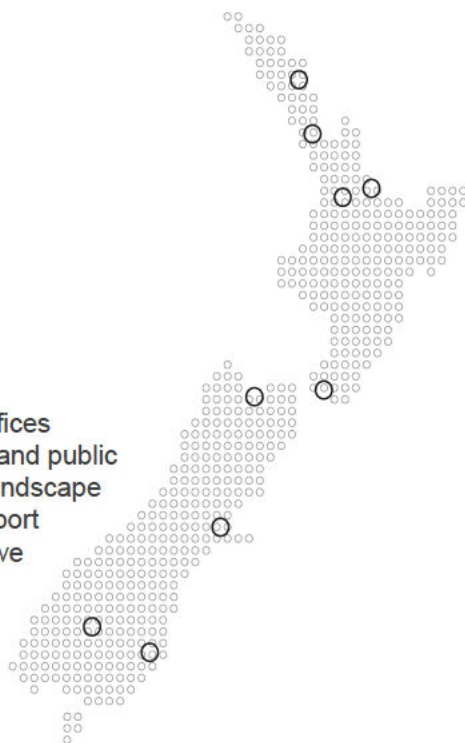 fices
and public
ndscape
port
ve